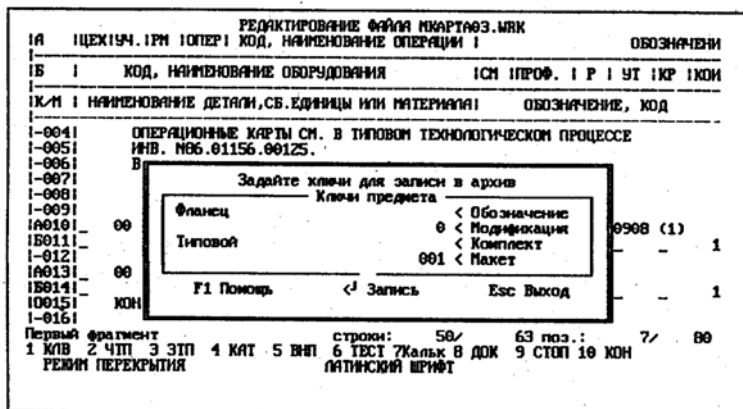 РЕДАКТИРОВАНИЕ ФАЙЛА МКАРТА03.WRK
|А |ЦЕХ|УЧ.|РМ |ОПЕР| КОД, НАИМЕНОВАНИЕ ОПЕРАЦИИ | ОБОЗНАЧЕНИ
|Б | КОД, НАИМЕНОВАНИЕ ОБОРУДОВАНИЯ |СМ |ПРОФ. | Р | УТ |КР |КОИ
|К/М | НАИМЕНОВАНИЕ ДЕТАЛИ,СБ.ЕДИНИЦЫ ИЛИ МАТЕРИАЛА| ОБОЗНАЧЕНИЕ, КОД
|-004| ОПЕРАЦИОННЫЕ КАРТЫ СМ. В ТИПОВОМ ТЕХНОЛОГИЧЕСКОМ ПРОЦЕССЕ
|-005| ИНВ. N06.01156.00125.
|-006| В
|-007| Задайте ключи для записи в архив
|-008| Ключи предмета
|-009| Фланец < Обозначение
|А010|_ 00 0 < Модификация 0908 (1)
|Б011|_ Типовой < Комплект _ _ 1
|-012| 001 < Макет
|А013|_ 00
|Б014|_ F1 Помощь <┘ Запись Esc Выход _ _ 1
|О0015| КОН
|-016|
Первый фрагмент строки: 50/ 63 поз.: 7/ 80
1 КЛВ 2 ЧТП 3 ЗТП 4 КАТ 5 ВНП 6 ТЕСТ 7Кальк 8 ДОК 9 СТОП 10 КОН
РЕЖИМ ПЕРЕКРЫТИЯ ЛАТИНСКИЙ ШРИФТ